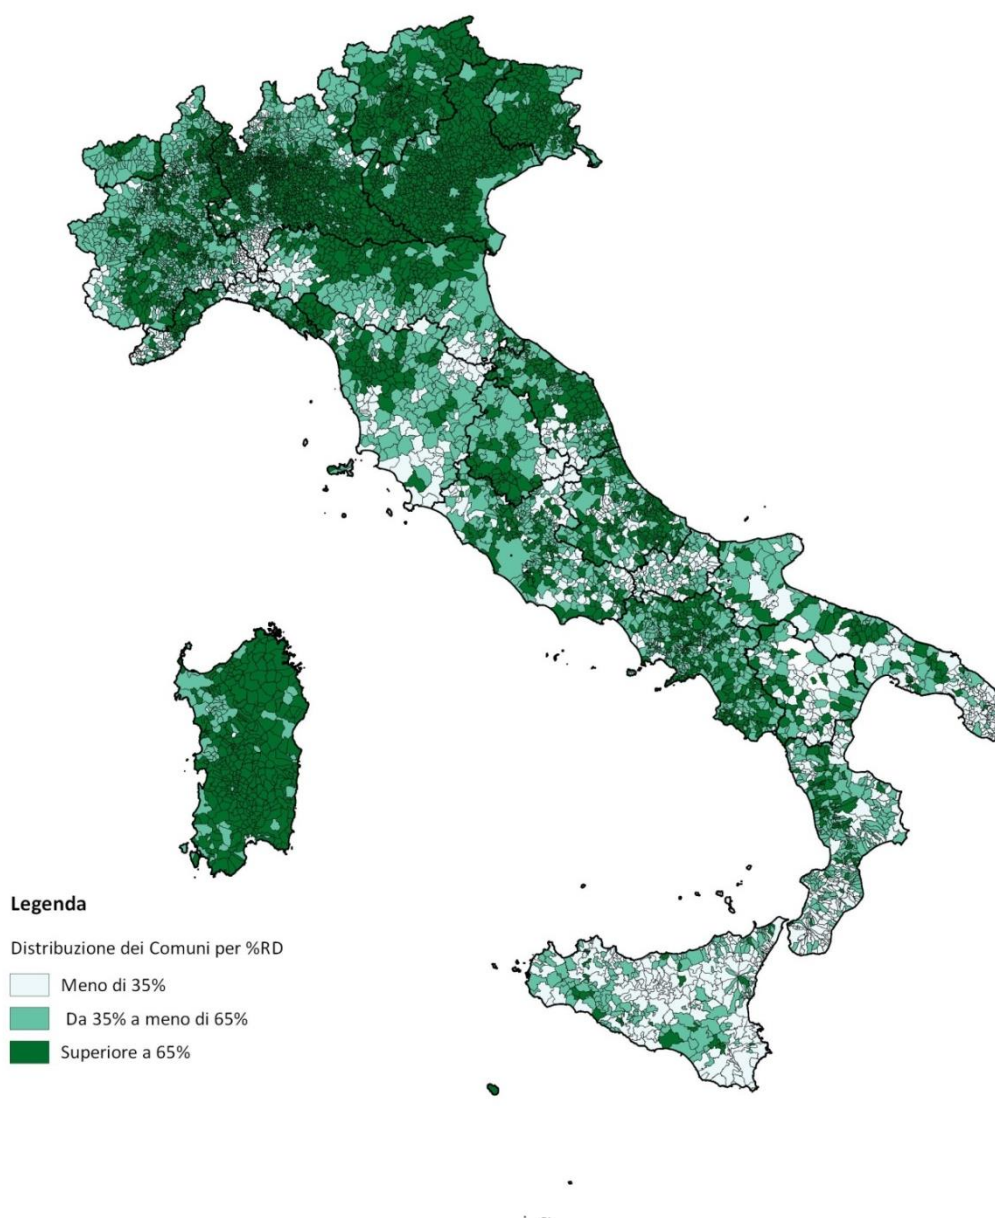 Legenda
Distribuzione dei Comuni per %RD
Meno di 35%
Da 35% a meno di 65%
Superiore a 65%